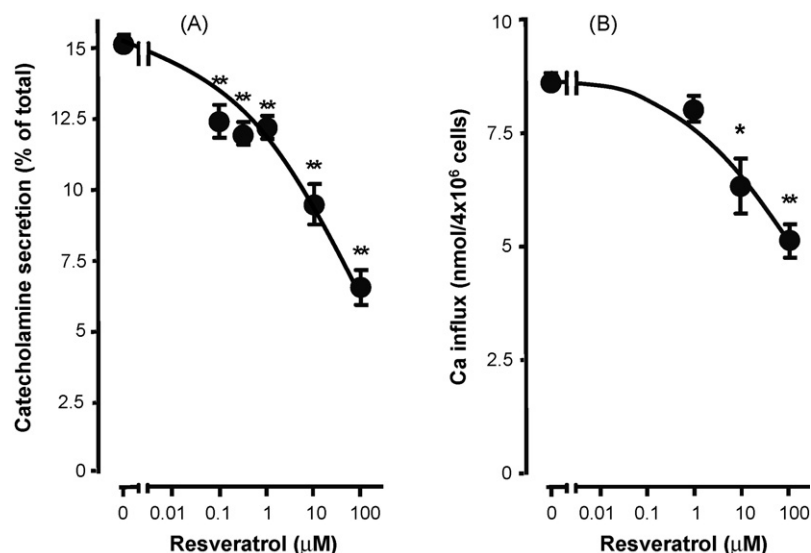 (A)
Catecholamine secretion (% of total)
15
12.5
10
7.5
5
2.5
0
** ** ** ** **
0 0.01 0.1 1 10 100
Resveratrol (μM)
(B)
Ca influx (nmol/4x10⁶ cells)
10
7.5
5
2.5
0
* **
0 0.01 0.1 1 10 100
Resveratrol (μM)